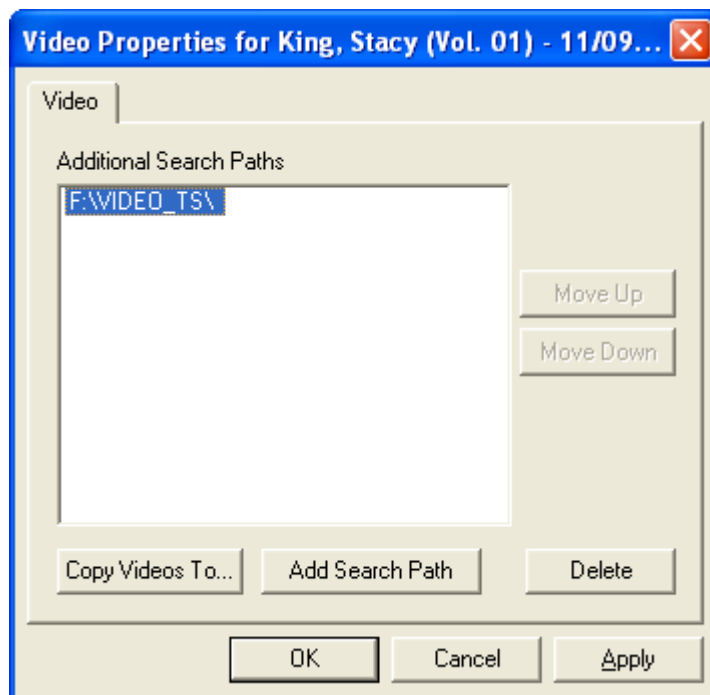 Video Properties for King, Stacy (Vol. 01) - 11/09...
Video
Additional Search Paths
F:\VIDEO_TS\
Move Up
Move Down
Copy Videos To...
Add Search Path
Delete
OK
Cancel
Apply